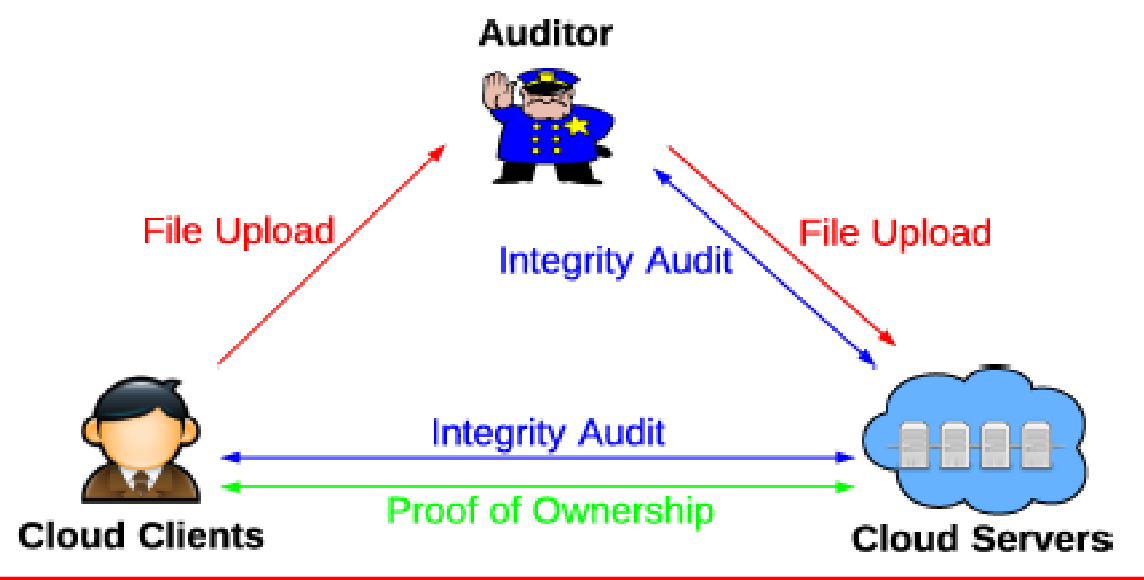 Auditor
File Upload
File Upload
Integrity Audit
Integrity Audit
Proof of Ownership
Cloud Clients
Cloud Servers